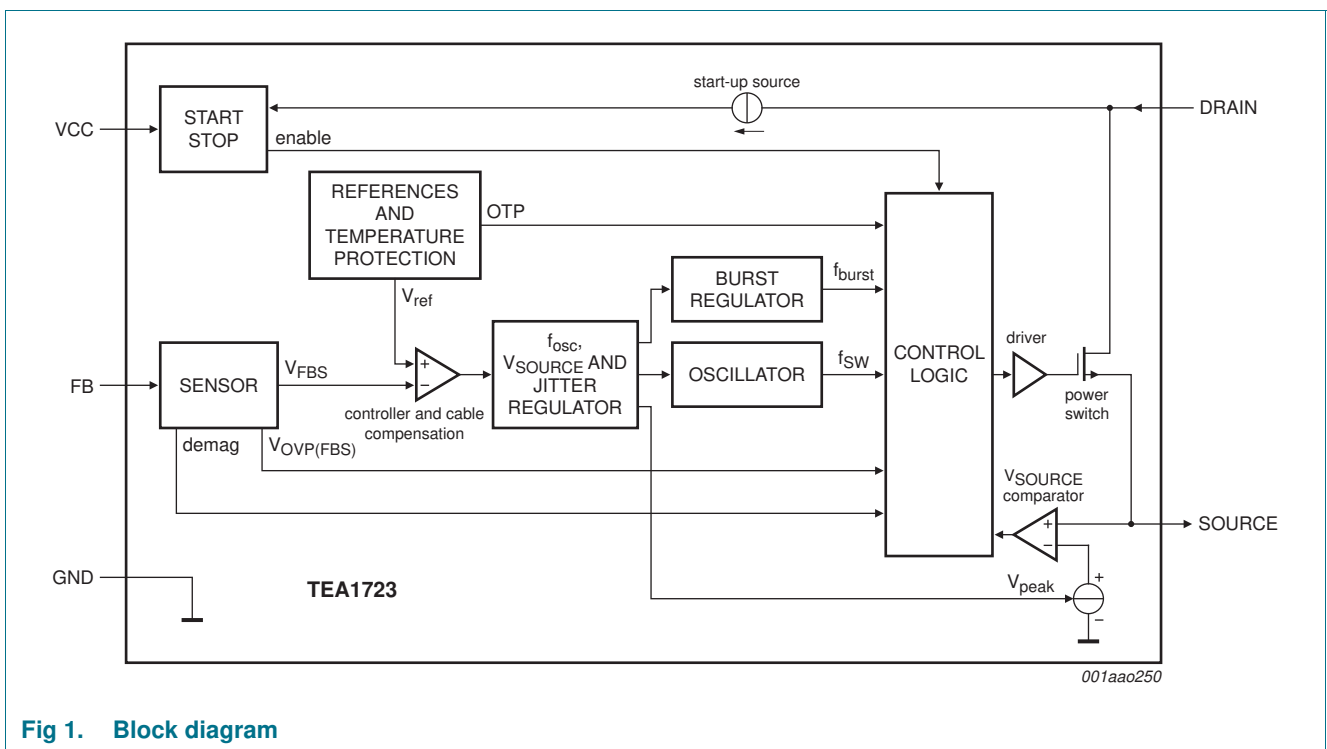 start-up source
START
STOP
VCC
DRAIN
enable
REFERENCES
AND
TEMPERATURE
PROTECTION
OTP
Vref
BURST
REGULATOR
fburst
fosc,
VSOURCE AND
JITTER
REGULATOR
OSCILLATOR
fSW
CONTROL
LOGIC
driver
power
switch
FB
SENSOR
VFBS
+
−
controller and cable
compensation
demag
VOVP(FBS)
VSOURCE
comparator
+
−
SOURCE
GND
TEA1723
Vpeak
+
−
001aao250
Fig 1. Block diagram